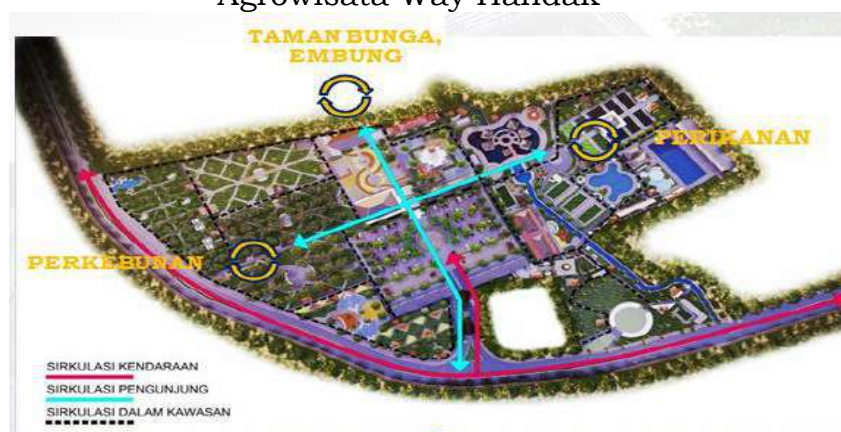 Agrowisata Way Handak
TAMAN BUNGA,
EMBUNG
PERIKANAN
PERKEBUNAN
SIRKULASI KENDARAAN
SIRKULASI PENGUNJUNG
SIRKULASI DALAM KAWASAN